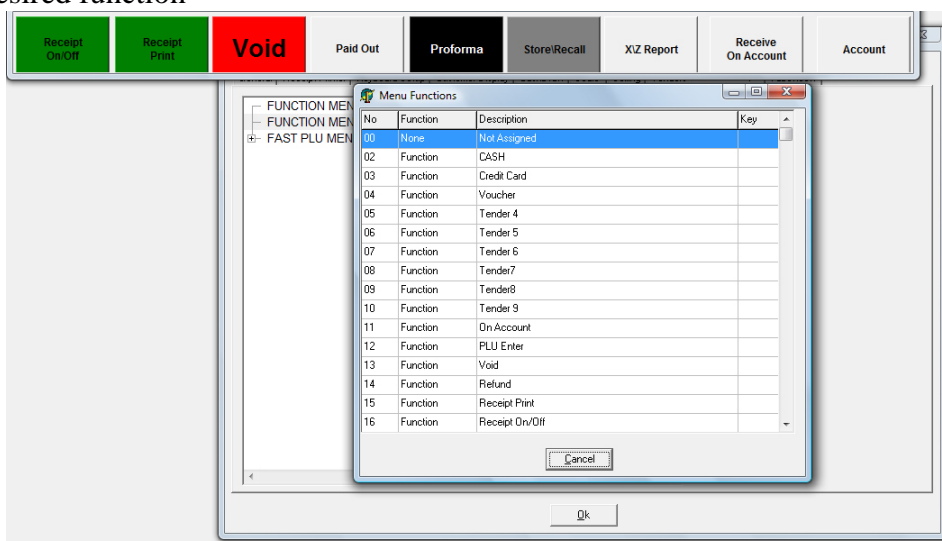 desired function
Receipt On/Off
Receipt Print
Void
Paid Out
Proforma
Store\Recall
X\Z Report
Receive On Account
Account
FUNCTION MEN
FUNCTION MEN
FAST PLU MEN
Menu Functions
No Function Description Key
00 None Not Assigned
02 Function CASH
03 Function Credit Card
04 Function Voucher
05 Function Tender 4
06 Function Tender 5
07 Function Tender 6
08 Function Tender7
09 Function Tender8
10 Function Tender 9
11 Function On Account
12 Function PLU Enter
13 Function Void
14 Function Refund
15 Function Receipt Print
16 Function Receipt On/Off
Cancel
Ok